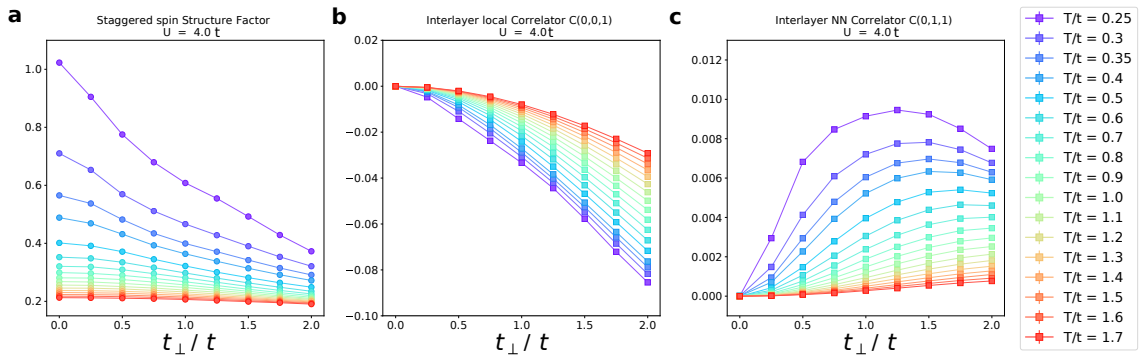 a
Staggered spin Structure Factor
U = 4.0 t
1.0
0.8
0.6
0.4
0.2
0.0 0.5 1.0 1.5 2.0
t⊥/ t
b
Interlayer local Correlator C(0,0,1)
U = 4.0 t
0.02
0.00
−0.02
−0.04
−0.06
−0.08
−0.10
0.0 0.5 1.0 1.5 2.0
t⊥/ t
c
Interlayer NN Correlator C(0,1,1)
U = 4.0 t
0.012
0.010
0.008
0.006
0.004
0.002
0.000
0.0 0.5 1.0 1.5 2.0
t⊥/ t
T/t = 0.25
T/t = 0.3
T/t = 0.35
T/t = 0.4
T/t = 0.5
T/t = 0.6
T/t = 0.7
T/t = 0.8
T/t = 0.9
T/t = 1.0
T/t = 1.1
T/t = 1.2
T/t = 1.3
T/t = 1.4
T/t = 1.5
T/t = 1.6
T/t = 1.7